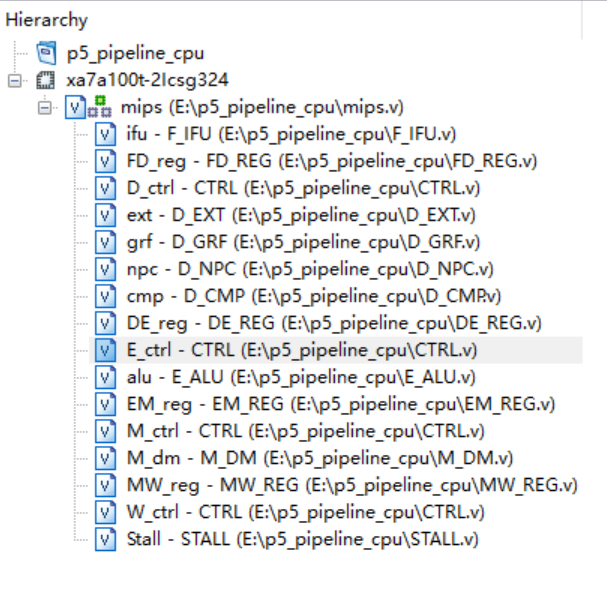 Hierarchy
p5_pipeline_cpu
xa7a100t-2Icsg324
mips (E:\p5_pipeline_cpu\mips.v)
ifu - F_IFU (E:\p5_pipeline_cpu\F_IFU.v)
FD_reg - FD_REG (E:\p5_pipeline_cpu\FD_REG.v)
D_ctrl - CTRL (E:\p5_pipeline_cpu\CTRL.v)
ext - D_EXT (E:\p5_pipeline_cpu\D_EXT.v)
grf - D_GRF (E:\p5_pipeline_cpu\D_GRF.v)
npc - D_NPC (E:\p5_pipeline_cpu\D_NPC.v)
cmp - D_CMP (E:\p5_pipeline_cpu\D_CMP.v)
DE_reg - DE_REG (E:\p5_pipeline_cpu\DE_REG.v)
E_ctrl - CTRL (E:\p5_pipeline_cpu\CTRL.v)
alu - E_ALU (E:\p5_pipeline_cpu\E_ALU.v)
EM_reg - EM_REG (E:\p5_pipeline_cpu\EM_REG.v)
M_ctrl - CTRL (E:\p5_pipeline_cpu\CTRL.v)
M_dm - M_DM (E:\p5_pipeline_cpu\M_DM.v)
MW_reg - MW_REG (E:\p5_pipeline_cpu\MW_REG.v)
W_ctrl - CTRL (E:\p5_pipeline_cpu\CTRL.v)
Stall - STALL (E:\p5_pipeline_cpu\STALL.v)